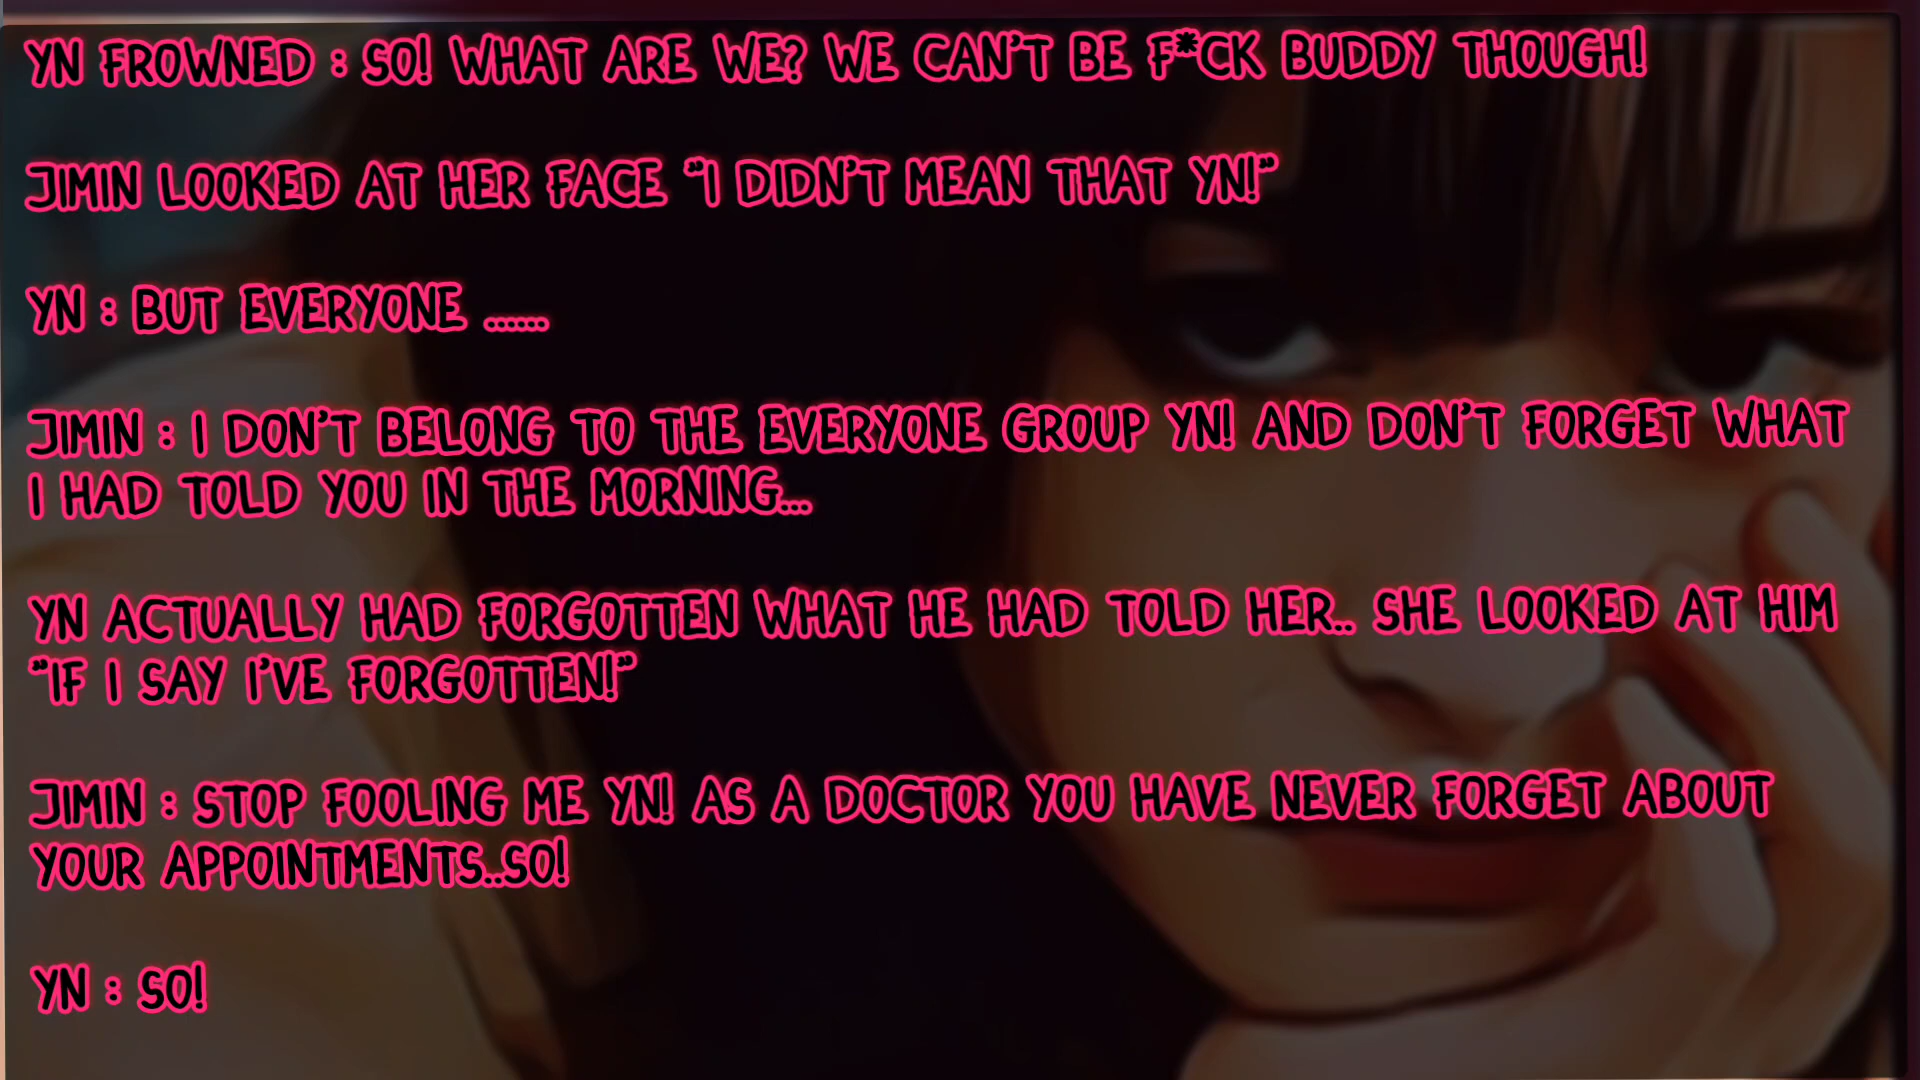 YN FROWNED : SO! WHAT ARE WE? WE CAN'T BE F*CK BUDDY THOUGH!
JIMIN LOOKED AT HER FACE "I DIDN'T MEAN THAT YN!"
YN : BUT EVERYONE ......
JIMIN : I DON'T BELONG TO THE EVERYONE GROUP YN! AND DON'T FORGET WHAT
I HAD TOLD YOU IN THE MORNING...
YN ACTUALLY HAD FORGOTTEN WHAT HE HAD TOLD HER.. SHE LOOKED AT HIM
"IF I SAY I'VE FORGOTTEN!"
JIMIN : STOP FOOLING ME YN! AS A DOCTOR YOU HAVE NEVER FORGET ABOUT
YOUR APPOINTMENTS..SO!
YN : SO!